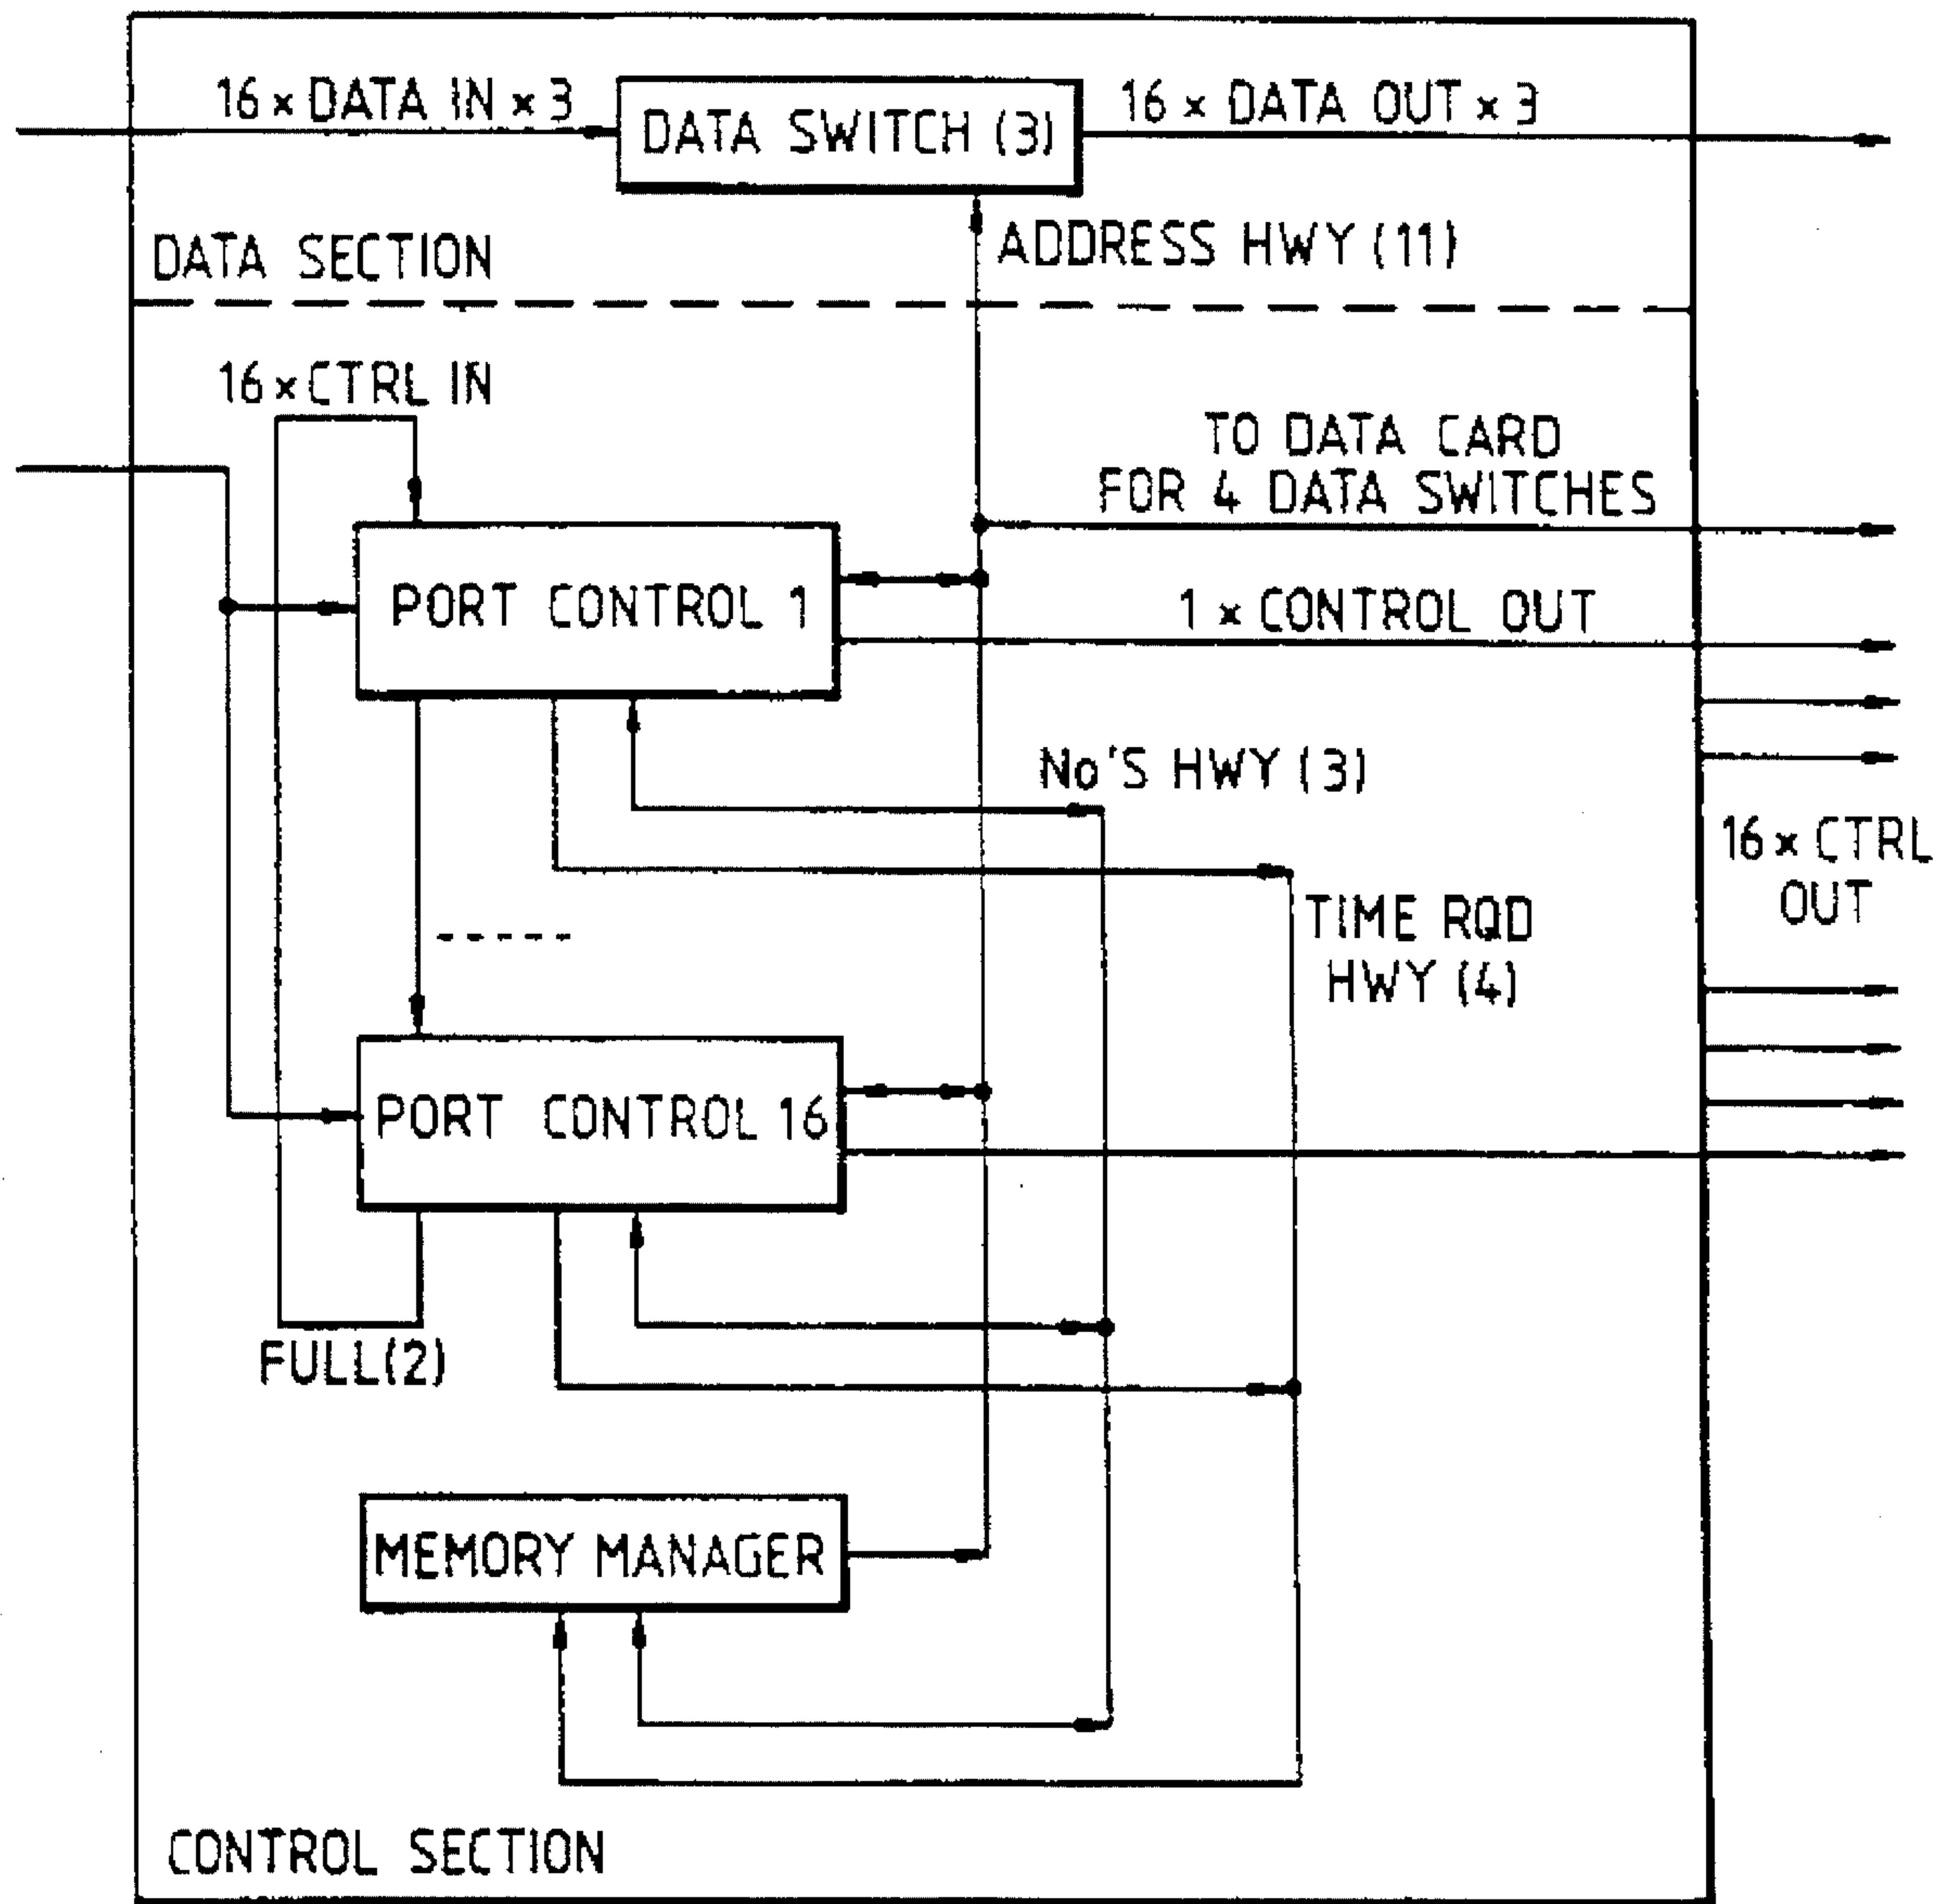 16 x DATA IN x 3
DATA SWITCH (3)
16 x DATA OUT x 3
DATA SECTION
ADDRESS HWY (11)
16 x CTRL IN
TO DATA CARD
FOR 4 DATA SWITCHES
PORT CONTROL 1
1 x CONTROL OUT
No'S HWY (3)
16 x CTRL
OUT
TIME RQD
HWY (4)
PORT CONTROL 16
FULL(2)
MEMORY MANAGER
CONTROL SECTION